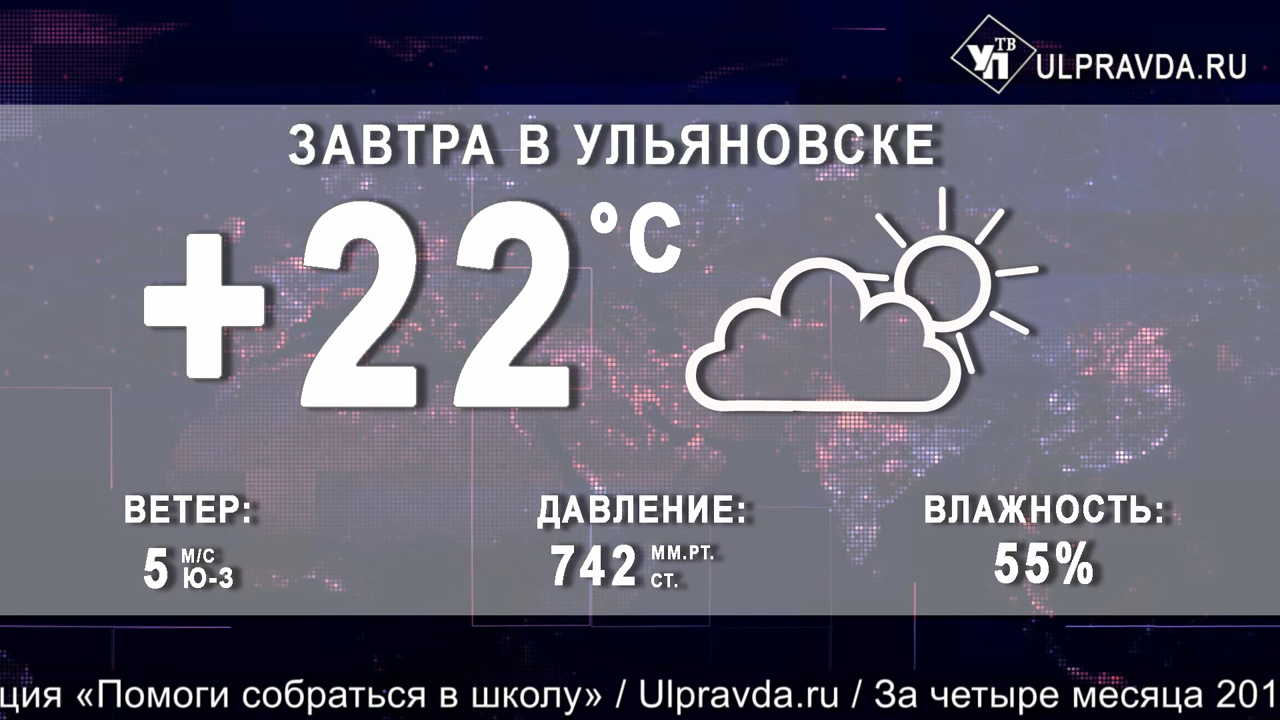 УП ТВ ULPRAVDA.RU
ЗАВТРА В УЛЬЯНОВСКЕ
+22 °C
ВЕТЕР:
5 М/С Ю-З
ДАВЛЕНИЕ:
742 ММ.РТ. СТ.
ВЛАЖНОСТЬ:
55%
ция «Помоги собраться в школу» / Ulpravda.ru / За четыре месяца 201